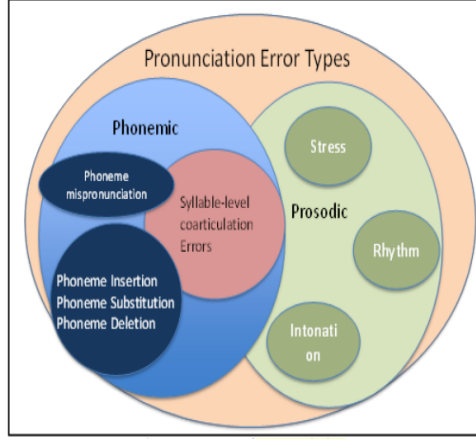 Pronunciation Error Types
Phonemic
Phoneme
mispronunciation
Syllable-level
coarticulation
Errors
Phoneme Insertion
Phoneme Substitution
Phoneme Deletion
Prosodic
Stress
Rhythm
Intonati
on